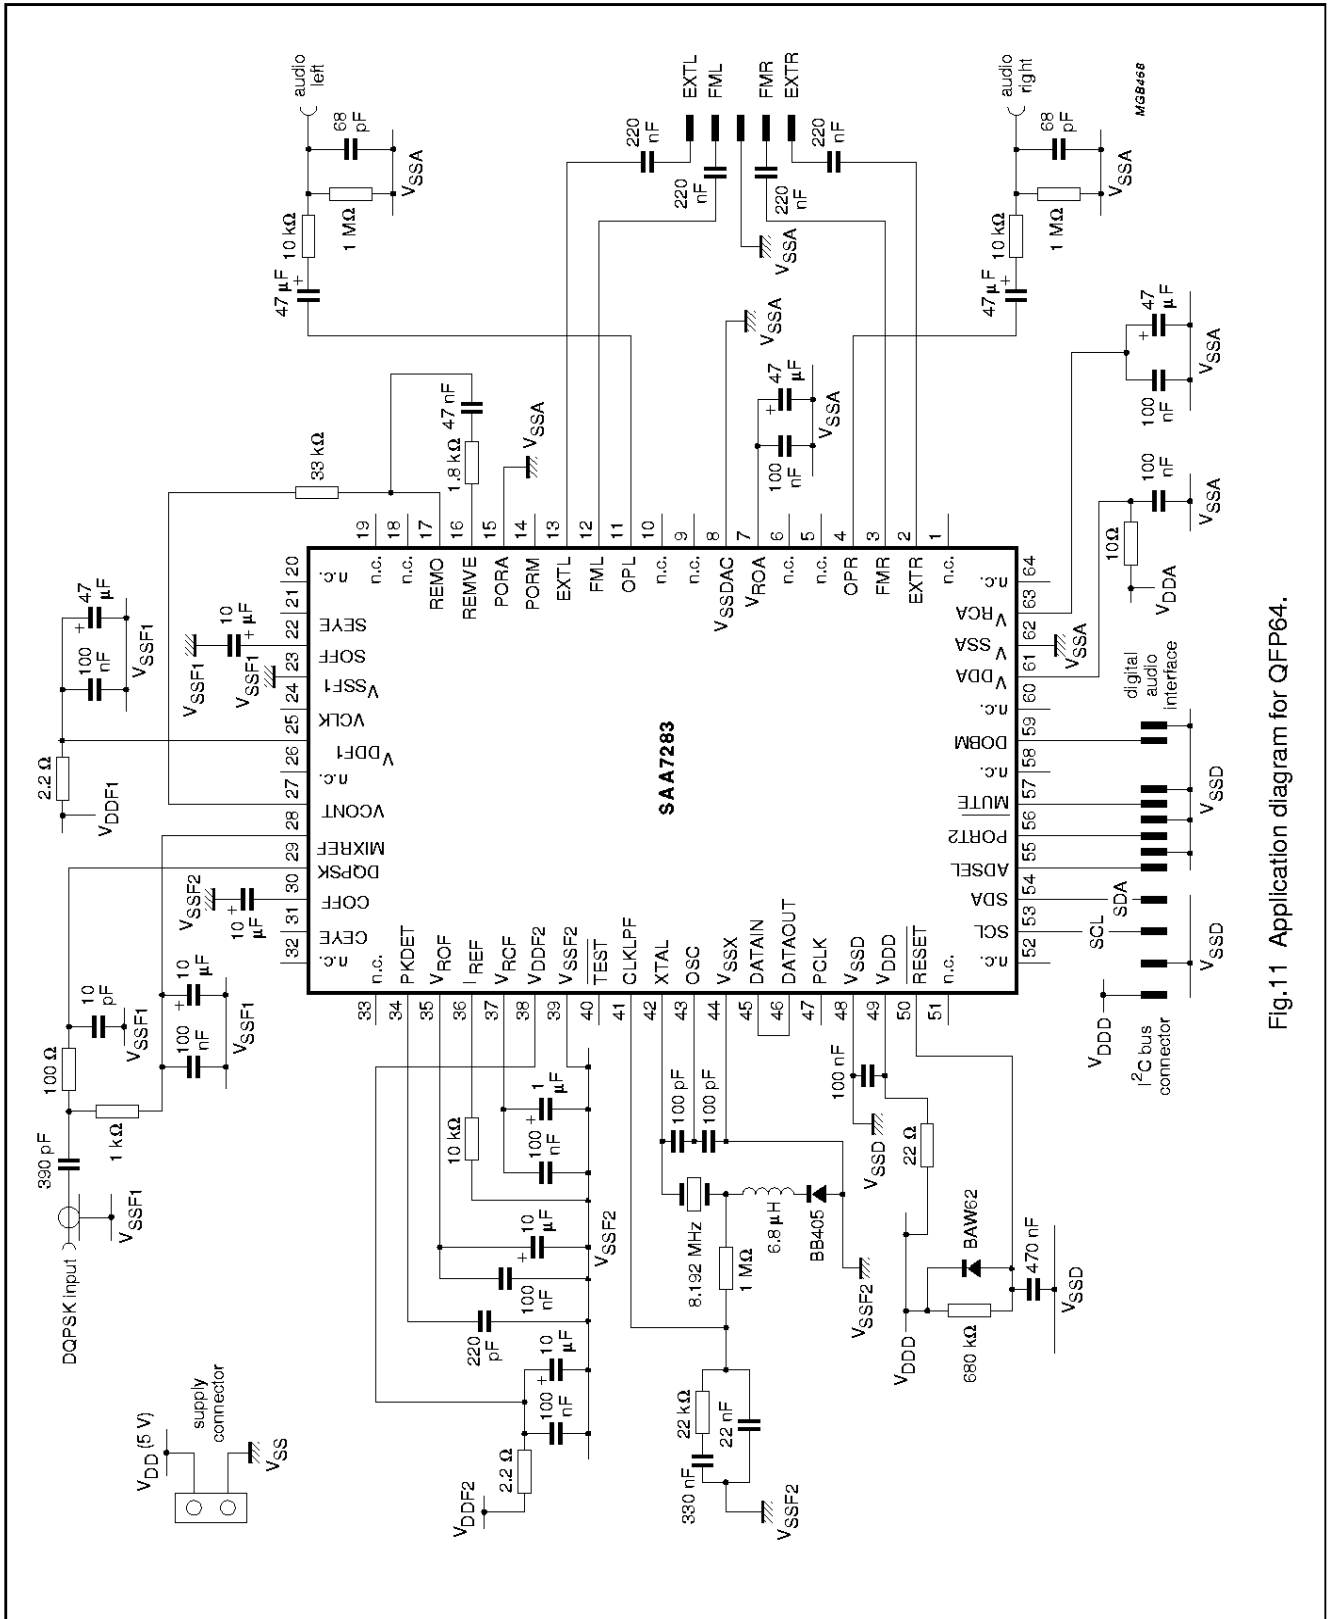 audio
left
68
pF
VSSA
10 kΩ
1 MΩ
47 µF
+
EXTL
FML
FMR
EXTR
220
nF
220
nF
220
nF
220
nF
VSSA
VSSA
audio
right
68
pF
VSSA
10 kΩ
1 MΩ
47 µF
+
MGB468
33 kΩ
47 nF
1.8 kΩ
VSSA
100
nF
+
47
µF
VSSA
100
nF
+
47
µF
VSSA
10Ω
100
nF
VSSA
VDDA
19
18
17
16
15
14
13
12
11
10
9
8
7
6
5
4
3
2
1
n.c.
n.c.
REMO
REMVE
PORA
PORM
EXTL
FML
OPL
n.c.
n.c.
VSSDAC
VROA
n.c.
n.c.
OPR
FMR
EXTR
n.c.
20
21
22
23
24
25
26
27
28
29
30
31
32
n.c.
SEYE
SOFF
VSSF1
VCLK
VDDF1
n.c.
VCONT
MIXREF
DQPSK
COFF
CEYE
n.c.
SAA7283
64
63
62
61
60
59
58
57
56
55
54
53
52
n.c.
VRCA
VSSA
VDDA
n.c.
DOBM
n.c.
MUTE
PORT2
ADSEL
SDA
SCL
n.c.
33
34
35
36
37
38
39
40
41
42
43
44
45
46
47
48
49
50
51
n.c.
PKDET
VROF
IREF
VRCF
VDDF2
VSSF2
TEST
CLKLPF
XTAL
OSC
VSSX
DATAIN
DATAOUT
PCLK
VSSD
VDDD
RESET
n.c.
47
µF
+
100
nF
VSSF1
2.2 Ω
VDDF1
VSSF1
10
µF
+
VSSF1
VSSF2
10
µF
+
10
pF
VSSF1
100 Ω
10
µF
+
100
nF
VSSF1
1 kΩ
390 pF
DQPSK input
VSSF1
VDD (5 V)
supply
connector
VSS
VSSA
digital
audio
interface
VSSD
SDA
SCL
VSSD
VDDD
I2C bus
connector
1
µF
+
100
nF
10 kΩ
10
µF
+
100
nF
VSSF2
220
pF
10
µF
+
100
nF
2.2 Ω
VDDF2
100 pF
100 pF
8.192 MHz
6.8 µH
BB405
1 MΩ
VSSF2
22 kΩ
22 nF
330 nF
VSSF2
100 nF
VSSD
22 Ω
VDDD
BAW62
680 kΩ
470 nF
VSSD
Fig.11 Application diagram for QFP64.